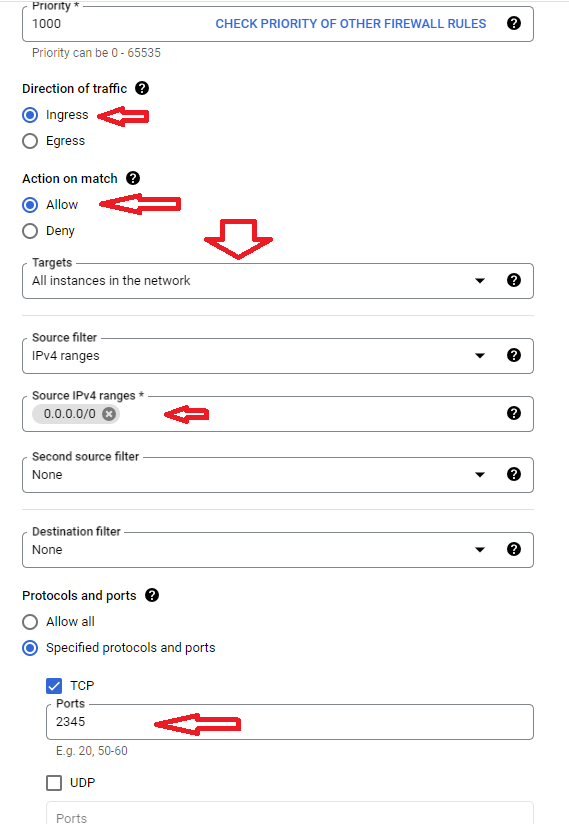 Priority *
1000 CHECK PRIORITY OF OTHER FIREWALL RULES
Priority can be 0 - 65535
Direction of traffic
Ingress
Egress
Action on match
Allow
Deny
Targets
All instances in the network
Source filter
IPv4 ranges
Source IPv4 ranges *
0.0.0.0/0
Second source filter
None
Destination filter
None
Protocols and ports
Allow all
Specified protocols and ports
TCP
Ports
2345
E.g. 20, 50-60
UDP
Ports